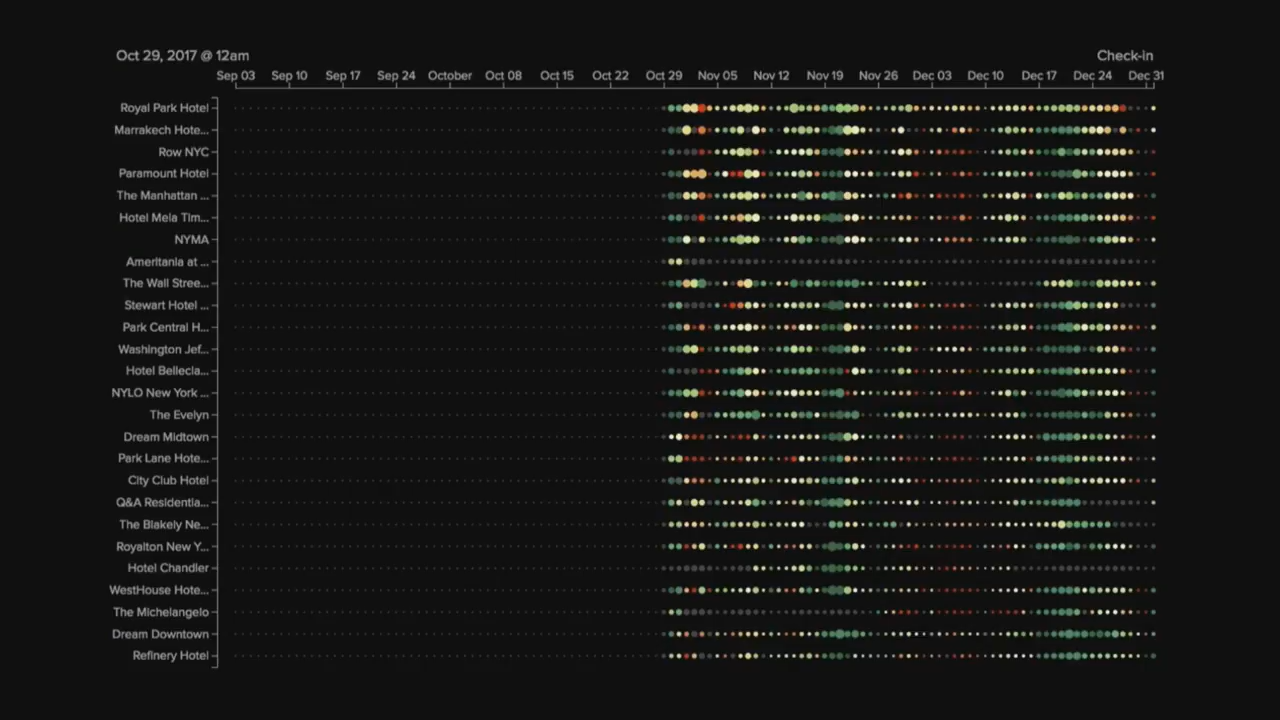 Oct 29, 2017 @ 12am
Check-in
Sep 03 Sep 10 Sep 17 Sep 24 October Oct 08 Oct 15 Oct 22 Oct 29 Nov 05 Nov 12 Nov 19 Nov 26 Dec 03 Dec 10 Dec 17 Dec 24 Dec 31
Royal Park Hotel
Marrakech Hote...
Row NYC
Paramount Hotel
The Manhattan ...
Hotel Mela Tim...
NYMA
Ameritania at ...
The Wall Stree...
Stewart Hotel ...
Park Central H...
Washington Jef...
Hotel Bellecla...
NYLO New York ...
The Evelyn
Dream Midtown
Park Lane Hote...
City Club Hotel
Q&A Residentia...
The Blakely Ne...
Royalton New Y...
Hotel Chandler
WestHouse Hote...
The Michelangelo
Dream Downtown
Refinery Hotel